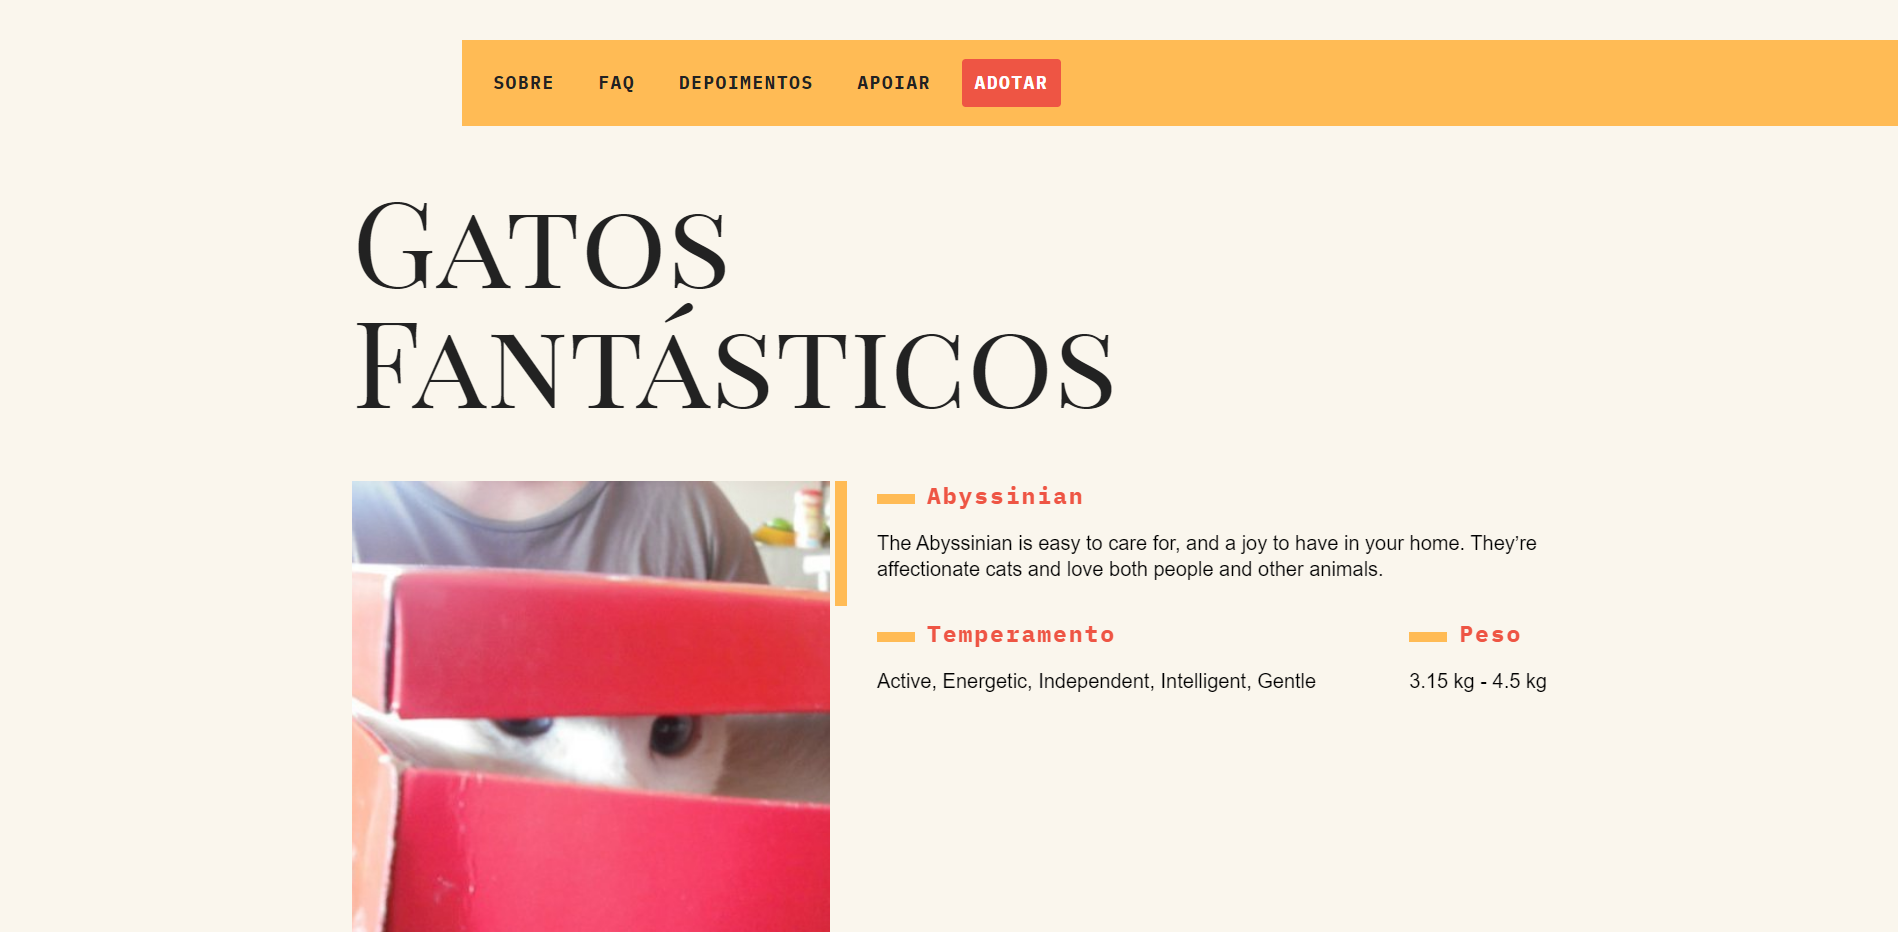 SOBRE FAQ DEPOIMENTOS APOIAR ADOTAR
GATOS
FANTÁSTICOS
Abyssinian
The Abyssinian is easy to care for, and a joy to have in your home. They’re
affectionate cats and love both people and other animals.
Temperamento
Active, Energetic, Independent, Intelligent, Gentle
Peso
3.15 kg - 4.5 kg